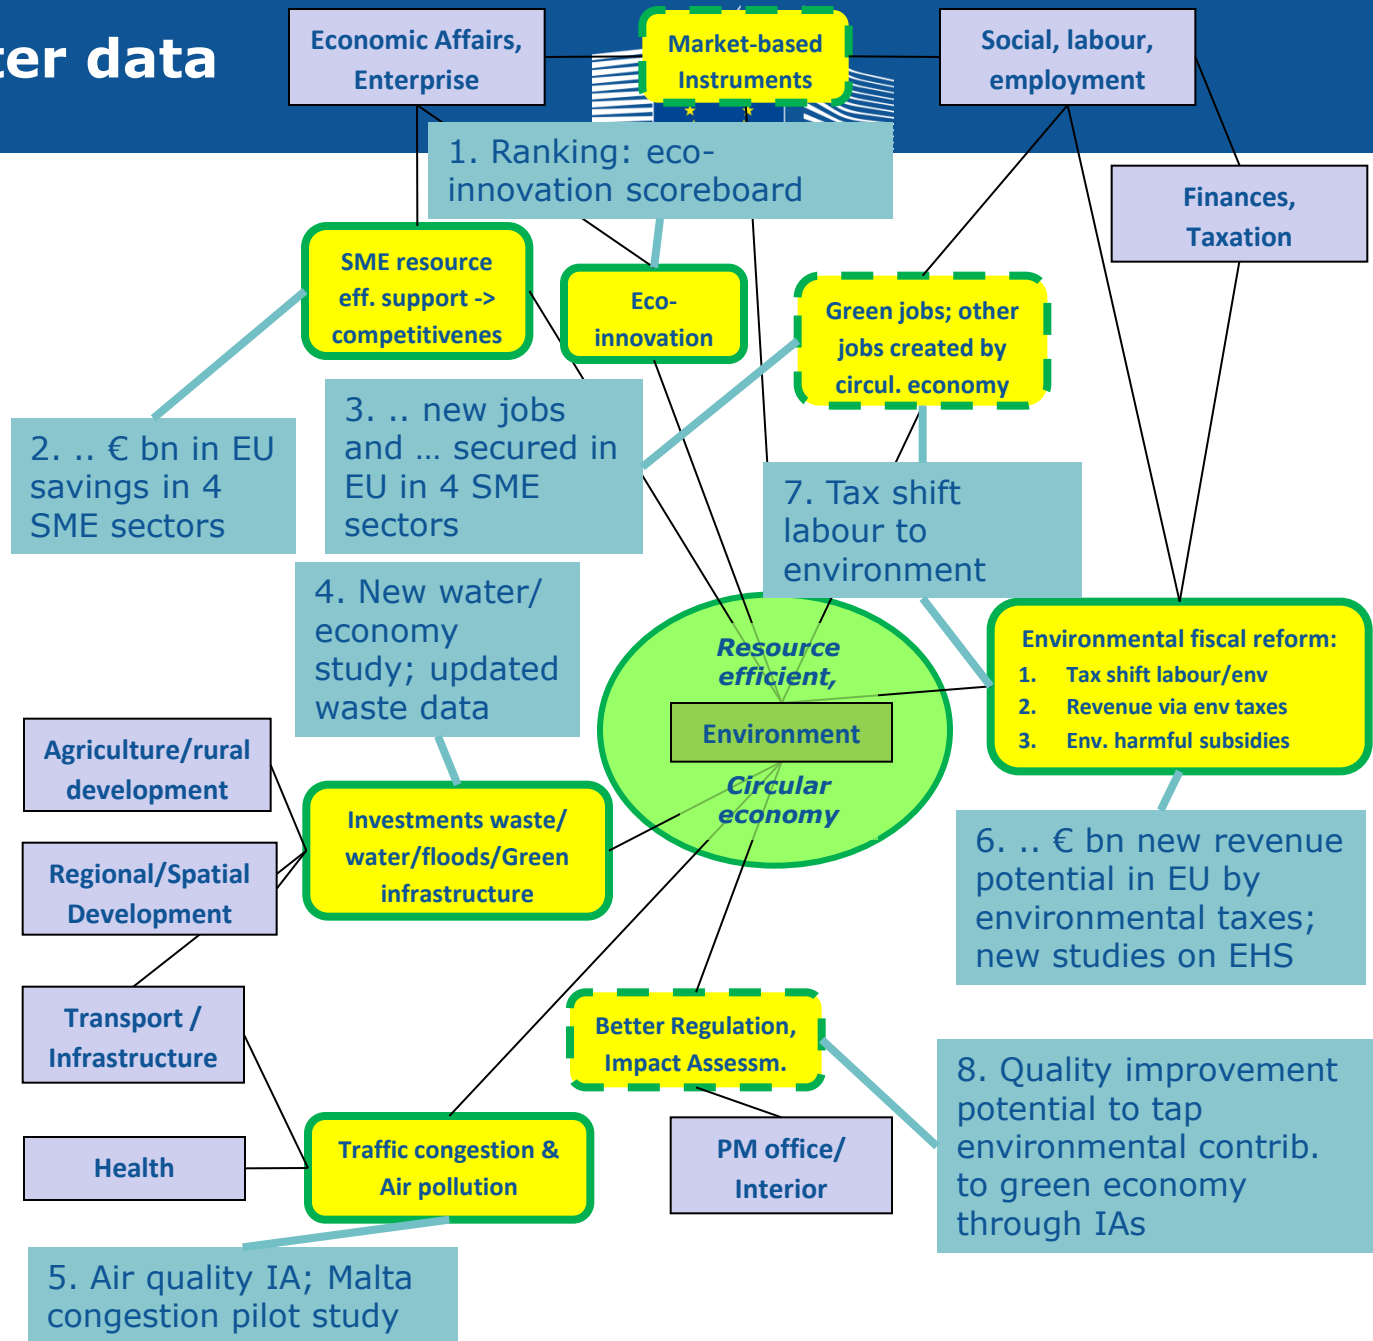 ter data
Economic Affairs,
Enterprise
Market-based
Instruments
Social, labour,
employment
1. Ranking: eco-
innovation scoreboard
Finances,
Taxation
SME resource
eff. support ->
competitivenes
Eco-
innovation
Green jobs; other
jobs created by
circul. economy
2. .. € bn in EU
savings in 4
SME sectors
3. .. new jobs
and … secured in
EU in 4 SME
sectors
7. Tax shift
labour to
environment
4. New water/
economy
study; updated
waste data
Resource
efficient,
Environment
Circular
economy
Environmental fiscal reform:
1. Tax shift labour/env
2. Revenue via env taxes
3. Env. harmful subsidies
Agriculture/rural
development
Investments waste/
water/floods/Green
infrastructure
Regional/Spatial
Development
6. .. € bn new revenue
potential in EU by
environmental taxes;
new studies on EHS
Transport /
Infrastructure
Better Regulation,
Impact Assessm.
8. Quality improvement
potential to tap
environmental contrib.
to green economy
through IAs
Health
Traffic congestion &
Air pollution
PM office/
Interior
5. Air quality IA; Malta
congestion pilot study